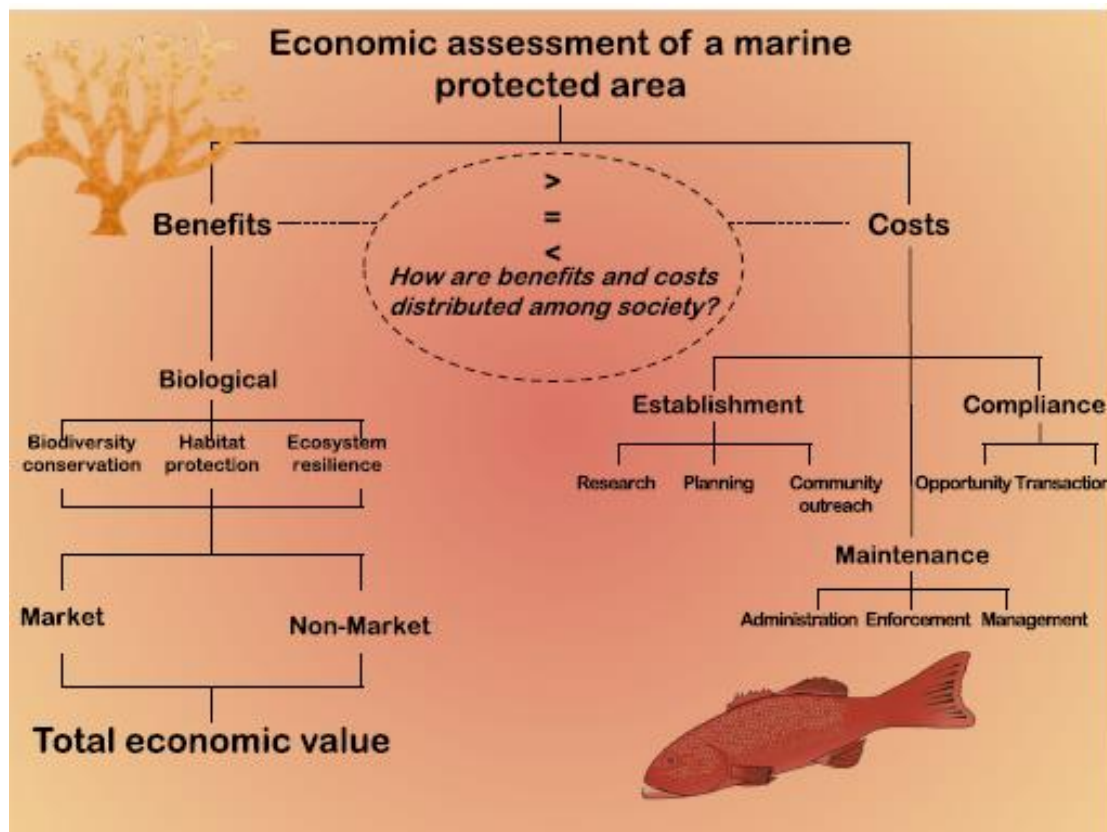 Economic assessment of a marine
protected area
>
=
<
How are benefits and costs
distributed among society?
Benefits
Costs
Biological
Biodiversity
conservation
Habitat
protection
Ecosystem
resilience
Market
Non-Market
Total economic value
Establishment
Research
Planning
Community
outreach
Compliance
Opportunity
Transaction
Maintenance
Administration
Enforcement
Management